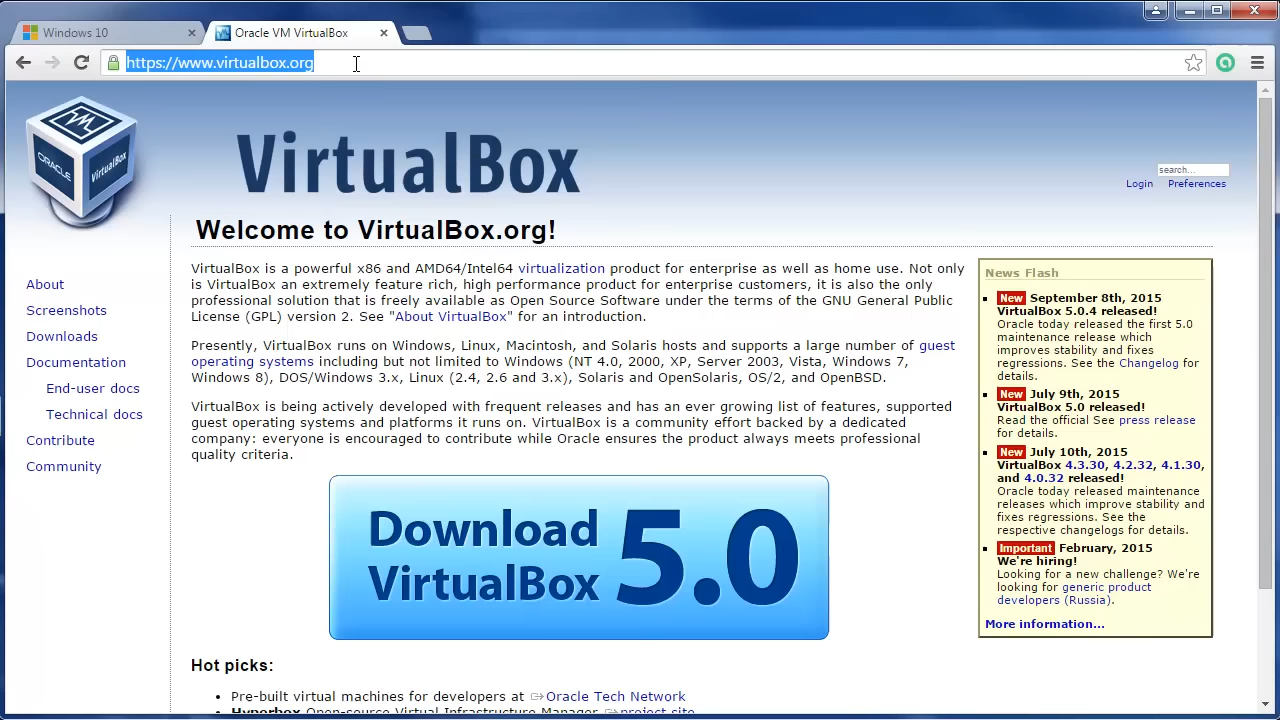 Windows 10
Oracle VM VirtualBox
https://www.virtualbox.org
ORACLE
VirtualBox
VirtualBox
search...
Login Preferences
Welcome to VirtualBox.org!
About
Screenshots
Downloads
Documentation
End-user docs
Technical docs
Contribute
Community
VirtualBox is a powerful x86 and AMD64/Intel64 virtualization product for enterprise as well as home use. Not only
is VirtualBox an extremely feature rich, high performance product for enterprise customers, it is also the only
professional solution that is freely available as Open Source Software under the terms of the GNU General Public
License (GPL) version 2. See "About VirtualBox" for an introduction.
Presently, VirtualBox runs on Windows, Linux, Macintosh, and Solaris hosts and supports a large number of guest
operating systems including but not limited to Windows (NT 4.0, 2000, XP, Server 2003, Vista, Windows 7,
Windows 8), DOS/Windows 3.x, Linux (2.4, 2.6 and 3.x), Solaris and OpenSolaris, OS/2, and OpenBSD.
VirtualBox is being actively developed with frequent releases and has an ever growing list of features, supported
guest operating systems and platforms it runs on. VirtualBox is a community effort backed by a dedicated
company: everyone is encouraged to contribute while Oracle ensures the product always meets professional
quality criteria.
Download
VirtualBox 5.0
Hot picks:
• Pre-built virtual machines for developers at Oracle Tech Network
• Hyperbox Open-source Virtual Infrastructure Manager project site
News Flash
New September 8th, 2015
VirtualBox 5.0.4 released!
Oracle today released the first 5.0
maintenance release which
improves stability and fixes
regressions. See the Changelog for
details.
New July 9th, 2015
VirtualBox 5.0 released!
Read the official See press release
for details.
New July 10th, 2015
VirtualBox 4.3.30, 4.2.32, 4.1.30,
and 4.0.32 released!
Oracle today released maintenance
releases which improve stability and
fixes regressions. See the
respective changelogs for details.
Important February, 2015
We're hiring!
Looking for a new challenge? We're
looking for generic product
developers (Russia).
More information...